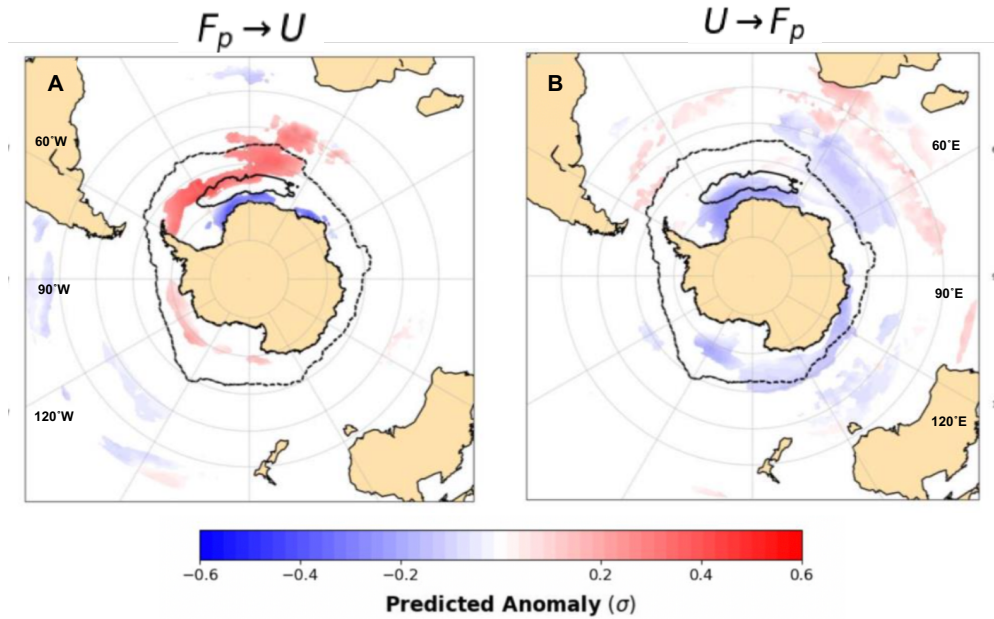 F_p → U
U → F_p
A
B
60°W
60°E
90°W
90°E
120°W
120°E
−0.6
−0.4
−0.2
0.2
0.4
0.6
Predicted Anomaly (σ)